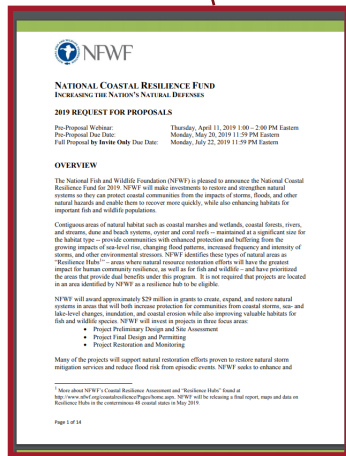 NFWF
NATIONAL COASTAL RESILIENCE FUND
INCREASING THE NATION'S NATURAL DEFENSES
2019 REQUEST FOR PROPOSALS
Pre-Proposal Webinar: Thursday, April 11, 2019 1:00 – 2:00 PM Eastern
Pre-Proposal Due Date: Monday, May 20, 2019 11:59 PM Eastern
Full Proposal by Invite Only Due Date: Monday, July 22, 2019 11:59 PM Eastern
OVERVIEW
The National Fish and Wildlife Foundation (NFWF) is pleased to announce the National Coastal
Resilience Fund for 2019. NFWF will make investments to restore and strengthen natural
systems so they can protect coastal communities from the impacts of storms, floods, and other
natural hazards and enable them to recover more quickly, while also enhancing habitats for
important fish and wildlife populations.
Contiguous areas of natural habitat such as coastal marshes and wetlands, coastal forests, rivers,
and streams, dune and beach systems, oyster and coral reefs -- maintained at a significant size for
the habitat type -- provide communities with enhanced protection and buffering from the
growing impacts of sea-level rise, changing flood patterns, increased frequency and intensity of
storms, and other environmental stressors. NFWF identifies these types of natural areas as
"Resilience Hubs¹" – areas where natural resource restoration efforts will have the greatest
impact for human community resilience, as well as for fish and wildlife – and have prioritized
the areas that provide dual benefits under this program. It is not required that projects are located
in an area identified by NFWF as a resilience hub to be eligible.
NFWF will award approximately $29 million in grants to create, expand, and restore natural
systems in areas that will both increase protection for communities from coastal storms, sea- and
lake-level changes, inundation, and coastal erosion while also improving valuable habitats for
fish and wildlife species. NFWF will invest in projects in three focus areas:
• Project Preliminary Design and Site Assessment
• Project Final Design and Permitting
• Project Restoration and Monitoring
Many of the projects will support natural restoration efforts proven to restore natural storm
mitigation services and reduce flood risk from episodic events. NFWF seeks to enhance and
¹ More about NFWF's Coastal Resilience Assessment and "Resilience Hubs" found at
http://www.nfwf.org/coastalresilience/Pages/home.aspx. NFWF will be releasing a final report, maps and data on
Resilience Hubs in the conterminous 48 coastal states in May 2019.
Page 1 of 14